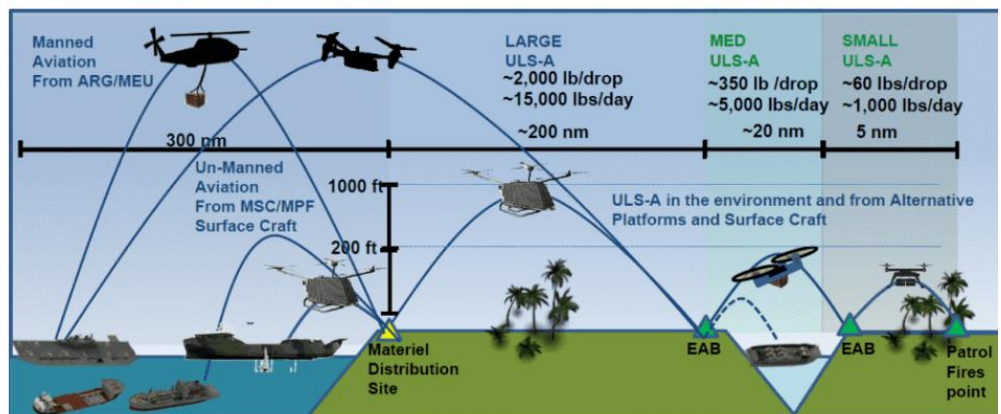 Manned
Aviation
From ARG/MEU
LARGE
ULS-A
~2,000 lb/drop
~15,000 lbs/day
~200 nm
MED
ULS-A
~350 lb /drop
~5,000 lbs/day
~20 nm
SMALL
ULS-A
~60 lbs/drop
~1,000 lbs/day
5 nm
300 nm
Un-Manned
Aviation
From MSC/MPF
Surface Craft
1000 ft
200 ft
ULS-A in the environment and from Alternative
Platforms and Surface Craft
Materiel
Distribution
Site
EAB
EAB
Patrol
Fires
point